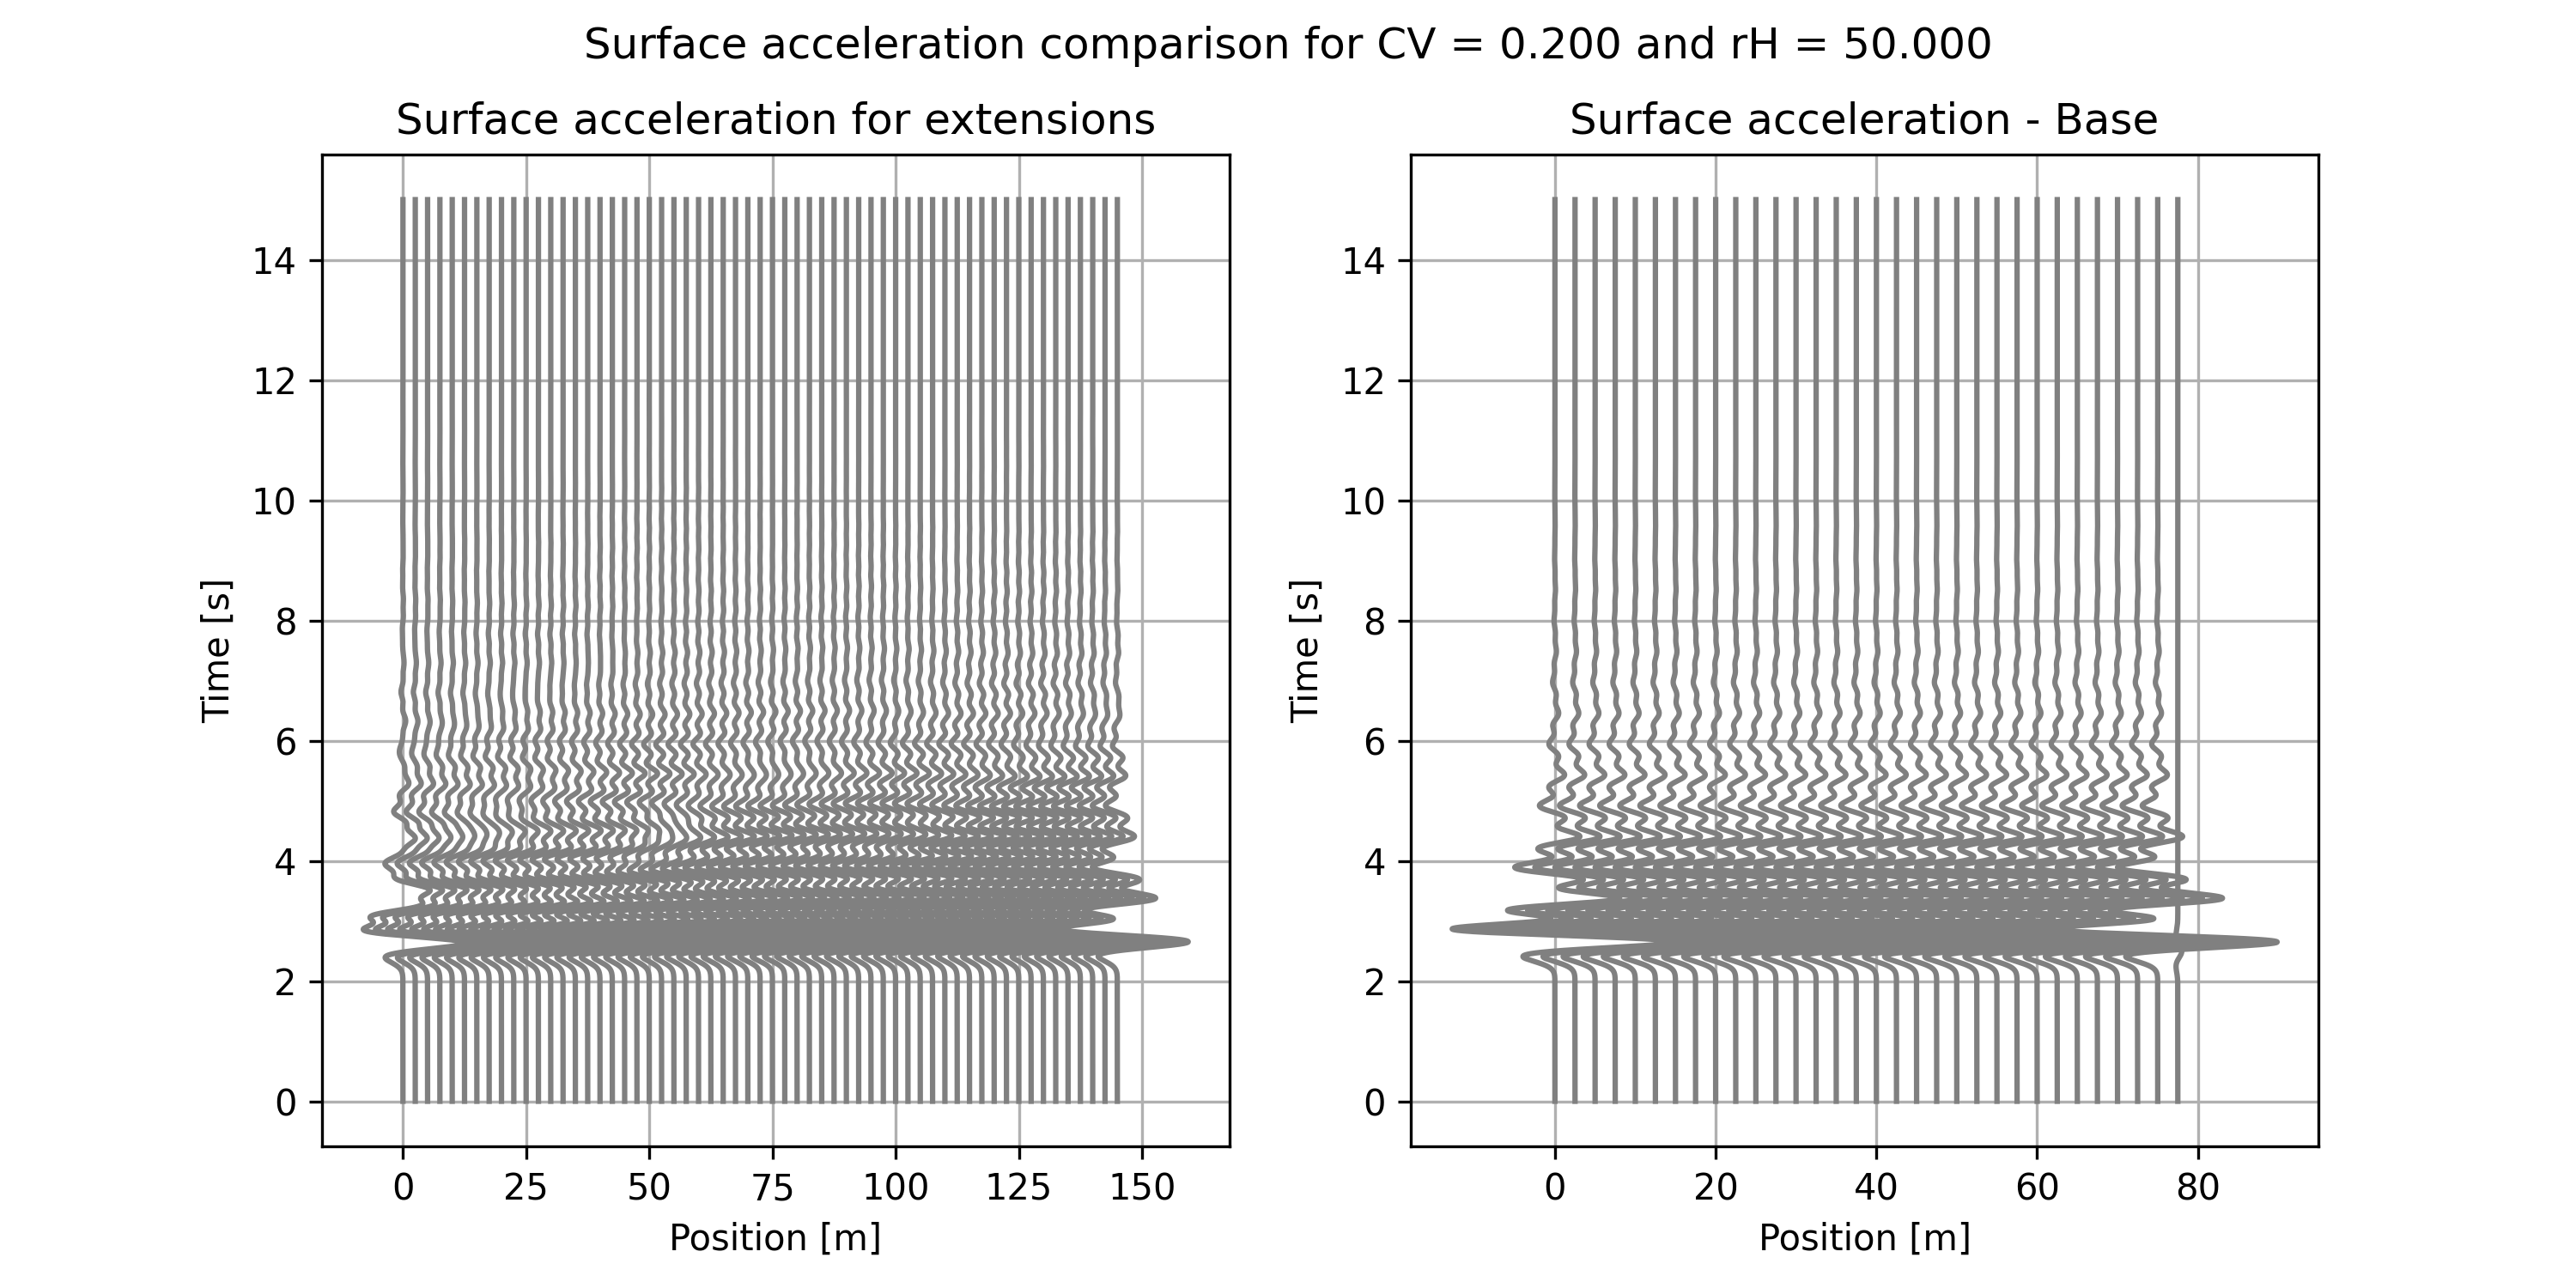 Surface acceleration comparison for CV = 0.200 and rH = 50.000
Surface acceleration for extensions
14
12
10
8
6
4
2
0
Time [s]
0 25 50 75 100 125 150
Position [m]
Surface acceleration - Base
14
12
10
8
6
4
2
0
Time [s]
0 20 40 60 80
Position [m]